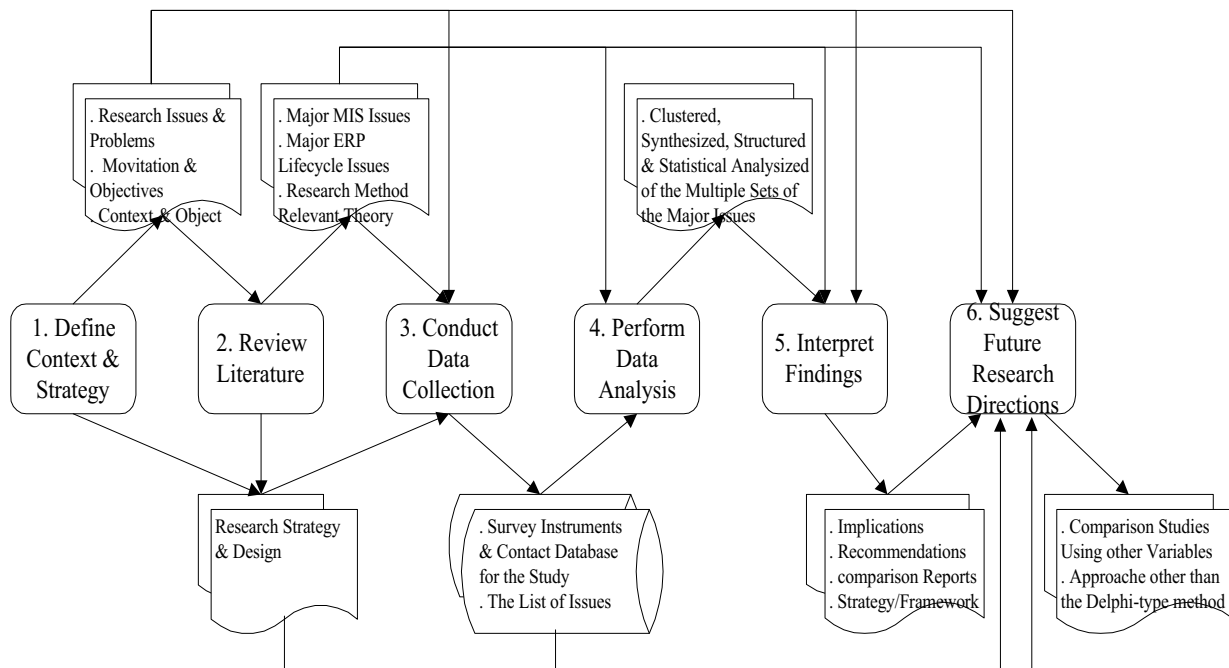 . Research Issues &
Problems
. Movitation &
Objectives
. Context & Object
. Major MIS Issues
. Major ERP
Lifecycle Issues
. Research Method
Relevant Theory
. Clustered,
Synthesized, Structured
& Statistical Analysized
of the Multiple Sets of
the Major Issues
1. Define
Context &
Strategy
2. Review
Literature
3. Conduct
Data
Collection
4. Perform
Data
Analysis
5. Interpret
Findings
6. Suggest
Future
Research
Directions
Research Strategy
& Design
. Survey Instruments
& Contact Database
for the Study
. The List of Issues
. Implications
. Recommendations
. comparison Reports
. Strategy/Framework
. Comparison Studies
Using other Variables
. Approache other than
the Delphi-type method